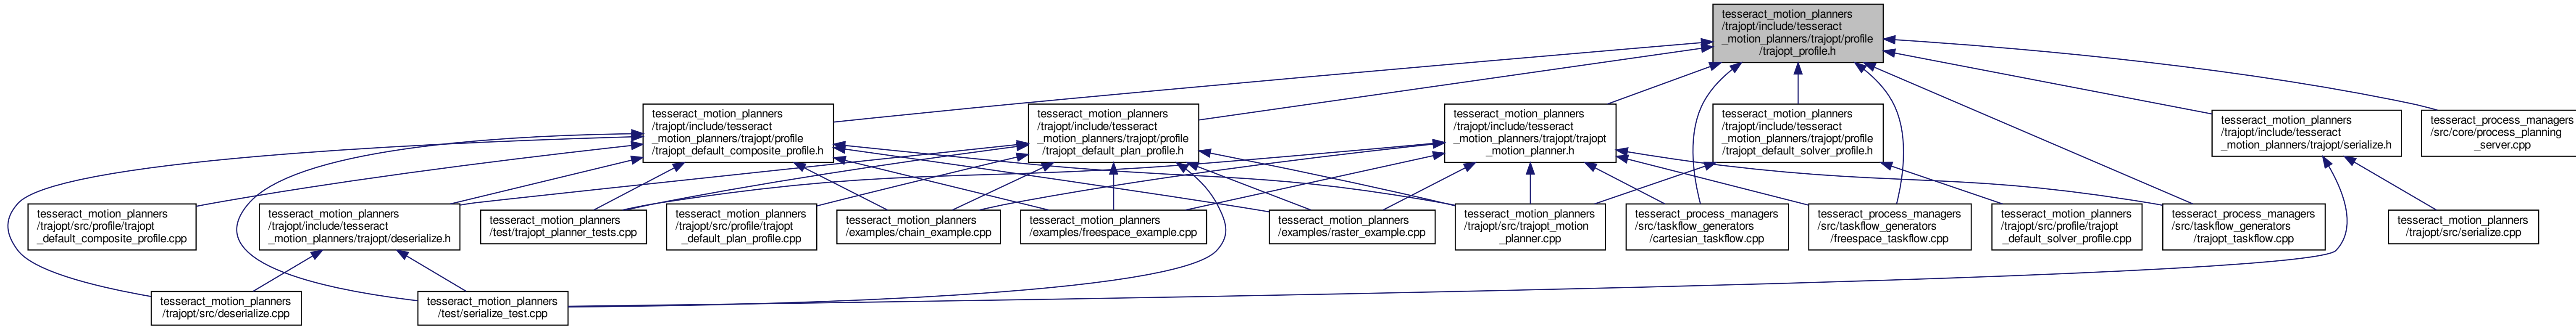 tesseract_motion_planners
/trajopt/include/tesseract
_motion_planners/trajopt/profile
/trajopt_profile.h
tesseract_motion_planners
/trajopt/include/tesseract
_motion_planners/trajopt/profile
/trajopt_default_composite_profile.h
tesseract_motion_planners
/trajopt/include/tesseract
_motion_planners/trajopt/profile
/trajopt_default_plan_profile.h
tesseract_motion_planners
/trajopt/include/tesseract
_motion_planners/trajopt/trajopt
_motion_planner.h
tesseract_motion_planners
/trajopt/include/tesseract
_motion_planners/trajopt/profile
/trajopt_default_solver_profile.h
tesseract_motion_planners
/trajopt/include/tesseract
_motion_planners/trajopt/serialize.h
tesseract_process_managers
/src/core/process_planning
_server.cpp
tesseract_motion_planners
/trajopt/src/profile/trajopt
_default_composite_profile.cpp
tesseract_motion_planners
/trajopt/include/tesseract
_motion_planners/trajopt/deserialize.h
tesseract_motion_planners
/test/trajopt_planner_tests.cpp
tesseract_motion_planners
/trajopt/src/profile/trajopt
_default_plan_profile.cpp
tesseract_motion_planners
/examples/chain_example.cpp
tesseract_motion_planners
/examples/freespace_example.cpp
tesseract_motion_planners
/examples/raster_example.cpp
tesseract_motion_planners
/trajopt/src/trajopt_motion
_planner.cpp
tesseract_process_managers
/src/taskflow_generators
/cartesian_taskflow.cpp
tesseract_process_managers
/src/taskflow_generators
/freespace_taskflow.cpp
tesseract_motion_planners
/trajopt/src/profile/trajopt
_default_solver_profile.cpp
tesseract_process_managers
/src/taskflow_generators
/trajopt_taskflow.cpp
tesseract_motion_planners
/trajopt/src/serialize.cpp
tesseract_motion_planners
/trajopt/src/deserialize.cpp
tesseract_motion_planners
/test/serialize_test.cpp